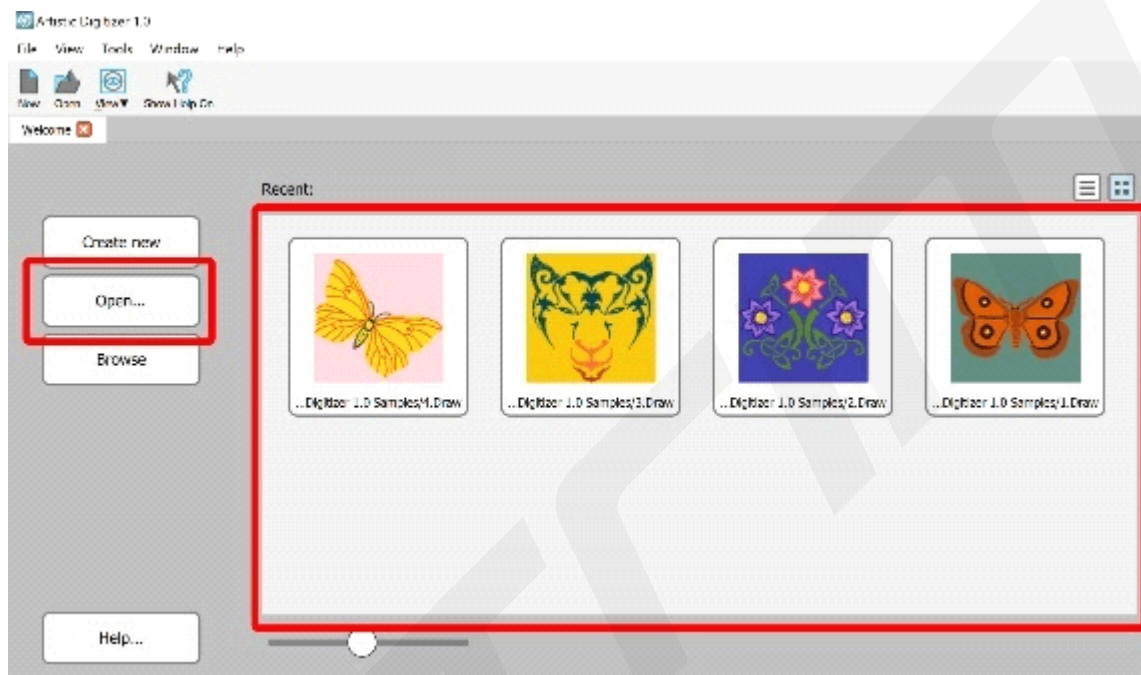 Artistic Digitizer 1.0
File View Tools Window Help
New Open View▼ Show Help On
Welcome
Recent:
Create new
Open...
Browse
...Digitizer 1.0 Samples/4.Draw
...Digitizer 1.0 Samples/3.Draw
...Digitizer 1.0 Samples/2.Draw
...Digitizer 1.0 Samples/1.Draw
Help...